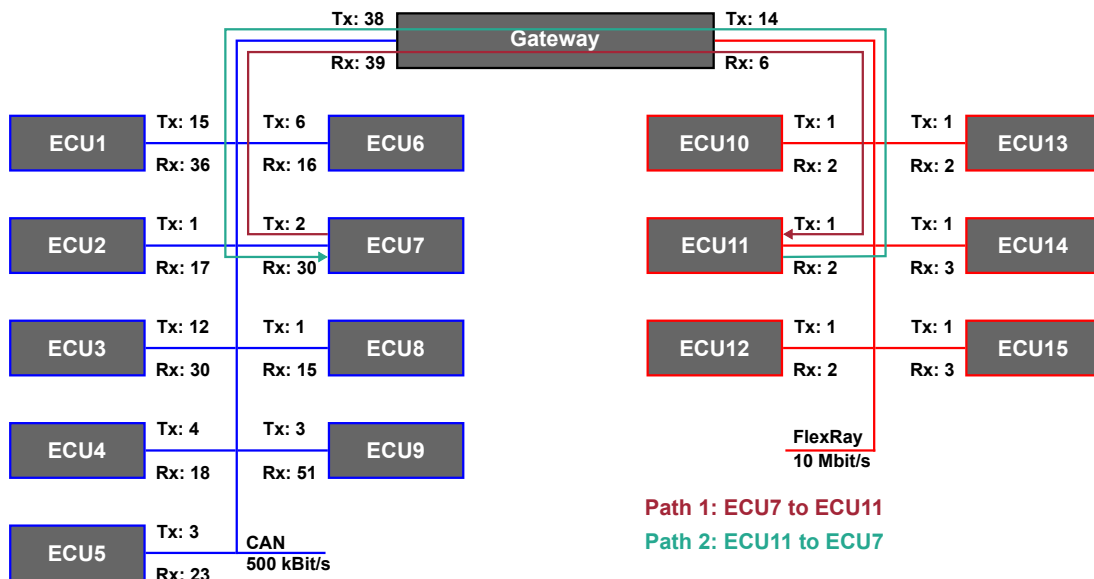 Tx: 38
Gateway
Tx: 14
Rx: 39
Rx: 6
ECU1
Tx: 15
Rx: 36
Tx: 6
Rx: 16
ECU6
ECU10
Tx: 1
Rx: 2
Tx: 1
Rx: 2
ECU13
ECU2
Tx: 1
Rx: 17
Tx: 2
Rx: 30
ECU7
ECU11
Tx: 1
Rx: 2
Tx: 1
Rx: 3
ECU14
ECU3
Tx: 12
Rx: 30
Tx: 1
Rx: 15
ECU8
ECU12
Tx: 1
Rx: 2
Tx: 1
Rx: 3
ECU15
ECU4
Tx: 4
Rx: 18
Tx: 3
Rx: 51
ECU9
FlexRay
10 Mbit/s
ECU5
Tx: 3
Rx: 23
CAN
500 kBit/s
Path 1: ECU7 to ECU11
Path 2: ECU11 to ECU7